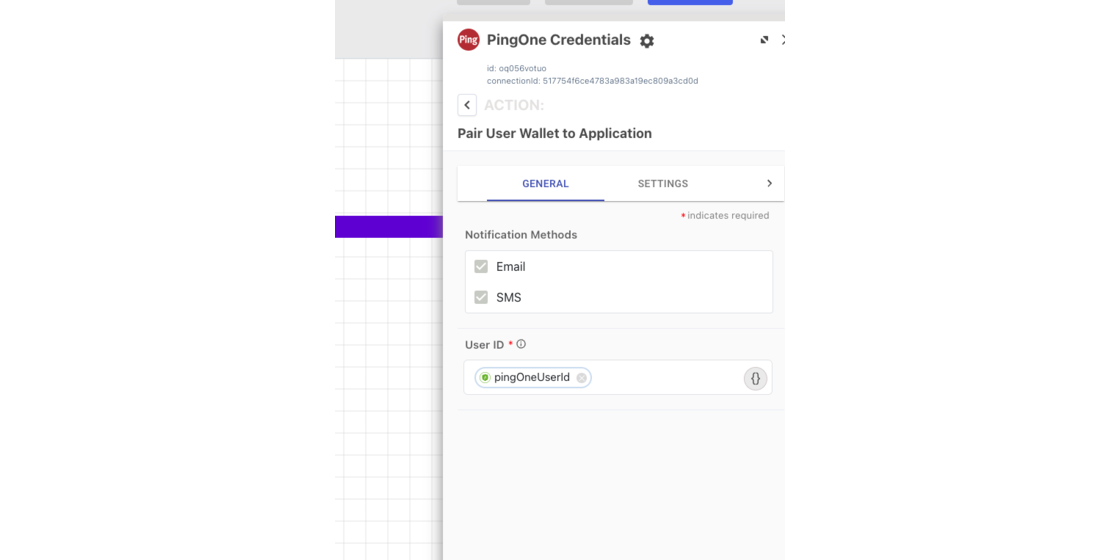 Ping PingOne Credentials
id: oq056votuo
connectionId: 517754f6ce4783a983a19ec809a3cd0d
ACTION:
Pair User Wallet to Application
GENERAL SETTINGS
* indicates required
Notification Methods
Email
SMS
User ID *
pingOneUserId {}